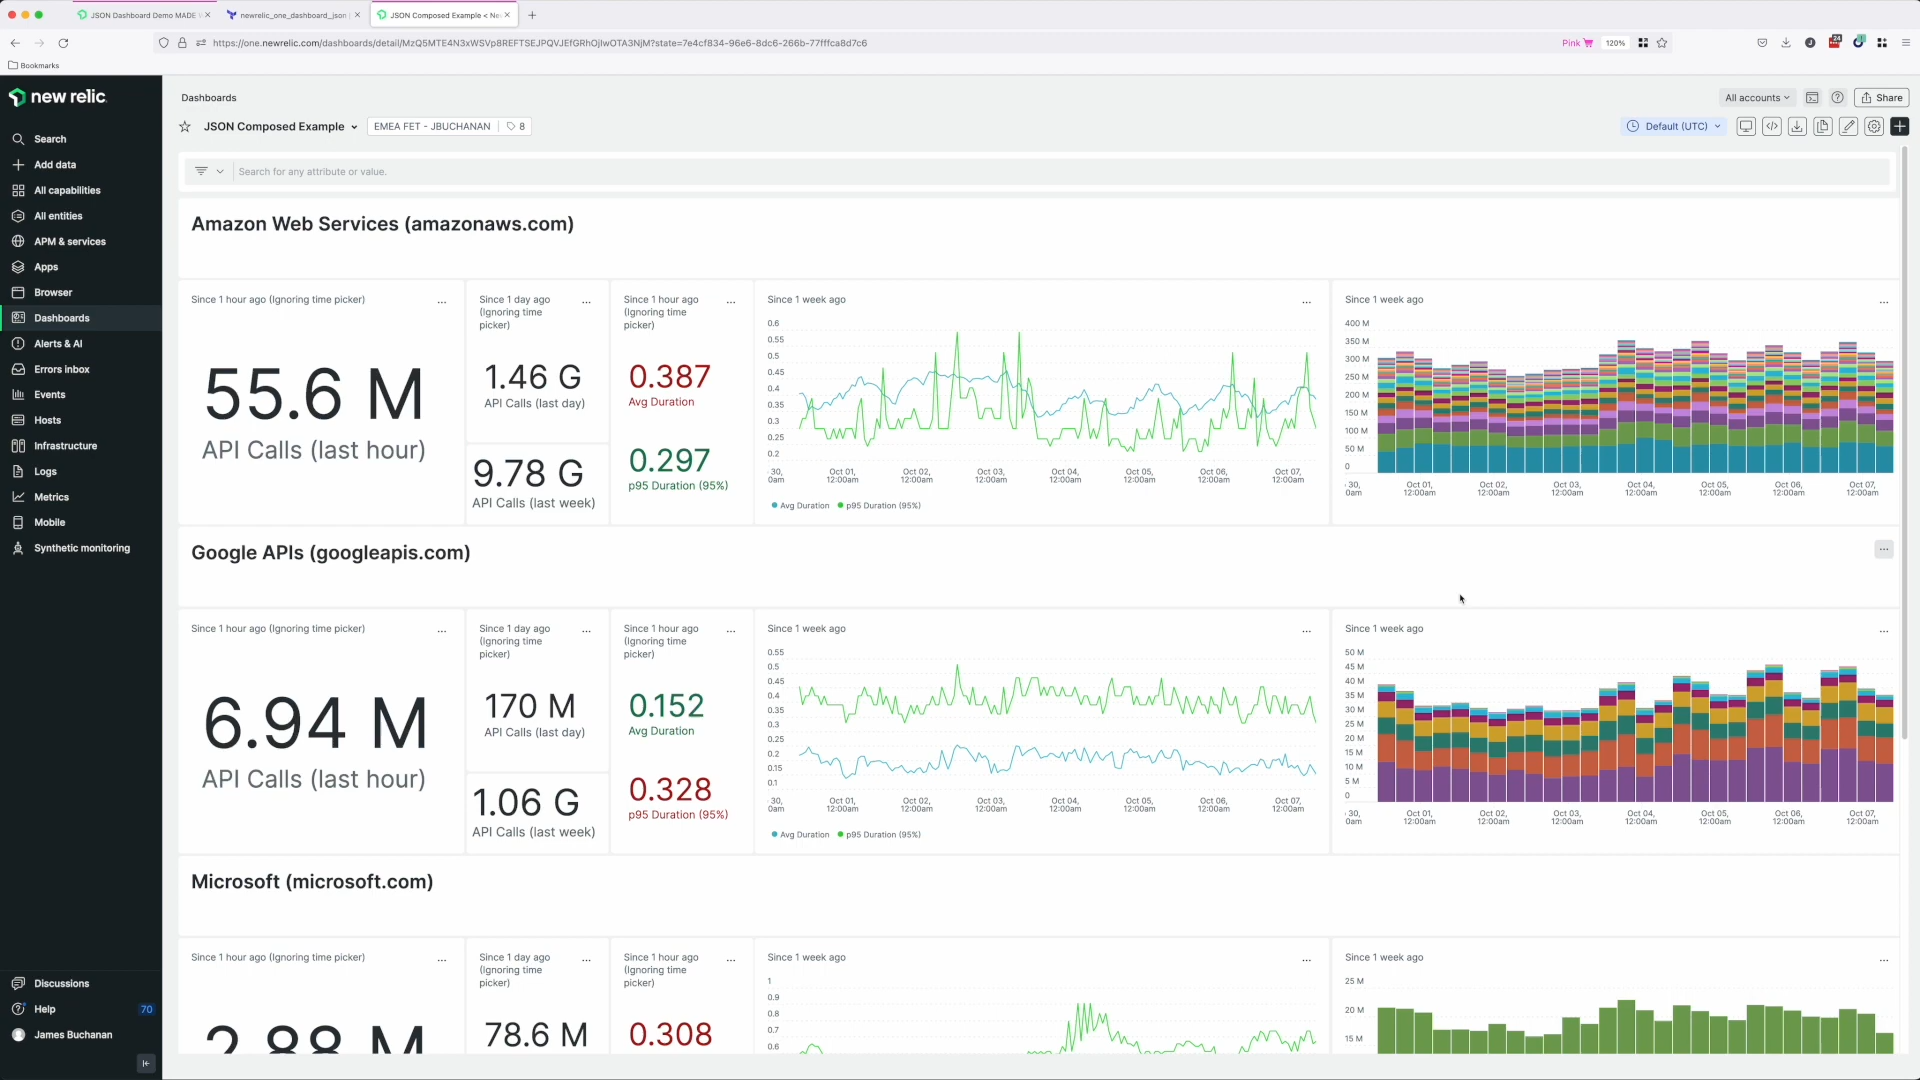 JSON Dashboard Demo MADE
newrelic_one_dashboard_json
JSON Composed Example < Ne
https://one.newrelic.com/dashboards/detail/MzQ5MTE4N3xWSVp8REFTSEJPQVJEfGRhOjIwOTA3NjM?state=7e4cf834-96e6-8dc6-266b-77fffca8d7c6
Pink
120%
24
Bookmarks
new relic
Search
Add data
All capabilities
All entities
APM & services
Apps
Browser
Dashboards
Alerts & AI
Errors inbox
Events
Hosts
Infrastructure
Logs
Metrics
Mobile
Synthetic monitoring
Discussions
Help 70
James Buchanan
Dashboards
All accounts
Share
JSON Composed Example
EMEA FET - JBUCHANAN
8
Default (UTC)
Search for any attribute or value.
Amazon Web Services (amazonaws.com)
Since 1 hour ago (Ignoring time picker)
55.6 M
API Calls (last hour)
Since 1 day ago
(Ignoring time
picker)
1.46 G
API Calls (last day)
9.78 G
API Calls (last week)
Since 1 hour ago
(Ignoring time
picker)
0.387
Avg Duration
0.297
p95 Duration (95%)
Since 1 week ago
0.6
0.55
0.5
0.45
0.4
0.35
0.3
0.25
0.2
30, Oct 01, Oct 02, Oct 03, Oct 04, Oct 05, Oct 06, Oct 07,
0am 12:00am 12:00am 12:00am 12:00am 12:00am 12:00am 12:00am
Avg Duration p95 Duration (95%)
Since 1 week ago
400 M
350 M
300 M
250 M
200 M
150 M
100 M
50 M
0
30, Oct 01, Oct 02, Oct 03, Oct 04, Oct 05, Oct 06, Oct 07,
0am 12:00am 12:00am 12:00am 12:00am 12:00am 12:00am 12:00am
Google APIs (googleapis.com)
Since 1 hour ago (Ignoring time picker)
6.94 M
API Calls (last hour)
Since 1 day ago
(Ignoring time
picker)
170 M
API Calls (last day)
1.06 G
API Calls (last week)
Since 1 hour ago
(Ignoring time
picker)
0.152
Avg Duration
0.328
p95 Duration (95%)
Since 1 week ago
0.55
0.5
0.45
0.4
0.35
0.3
0.25
0.2
0.15
0.1
30, Oct 01, Oct 02, Oct 03, Oct 04, Oct 05, Oct 06, Oct 07,
0am 12:00am 12:00am 12:00am 12:00am 12:00am 12:00am 12:00am
Avg Duration p95 Duration (95%)
Since 1 week ago
50 M
45 M
40 M
35 M
30 M
25 M
20 M
15 M
10 M
5 M
0
30, Oct 01, Oct 02, Oct 03, Oct 04, Oct 05, Oct 06, Oct 07,
0am 12:00am 12:00am 12:00am 12:00am 12:00am 12:00am 12:00am
Microsoft (microsoft.com)
Since 1 hour ago (Ignoring time picker)
2.88 M
Since 1 day ago
(Ignoring time
picker)
78.6 M
Since 1 hour ago
(Ignoring time
picker)
0.308
Since 1 week ago
1
0.9
0.8
0.7
0.6
Since 1 week ago
25 M
20 M
15 M